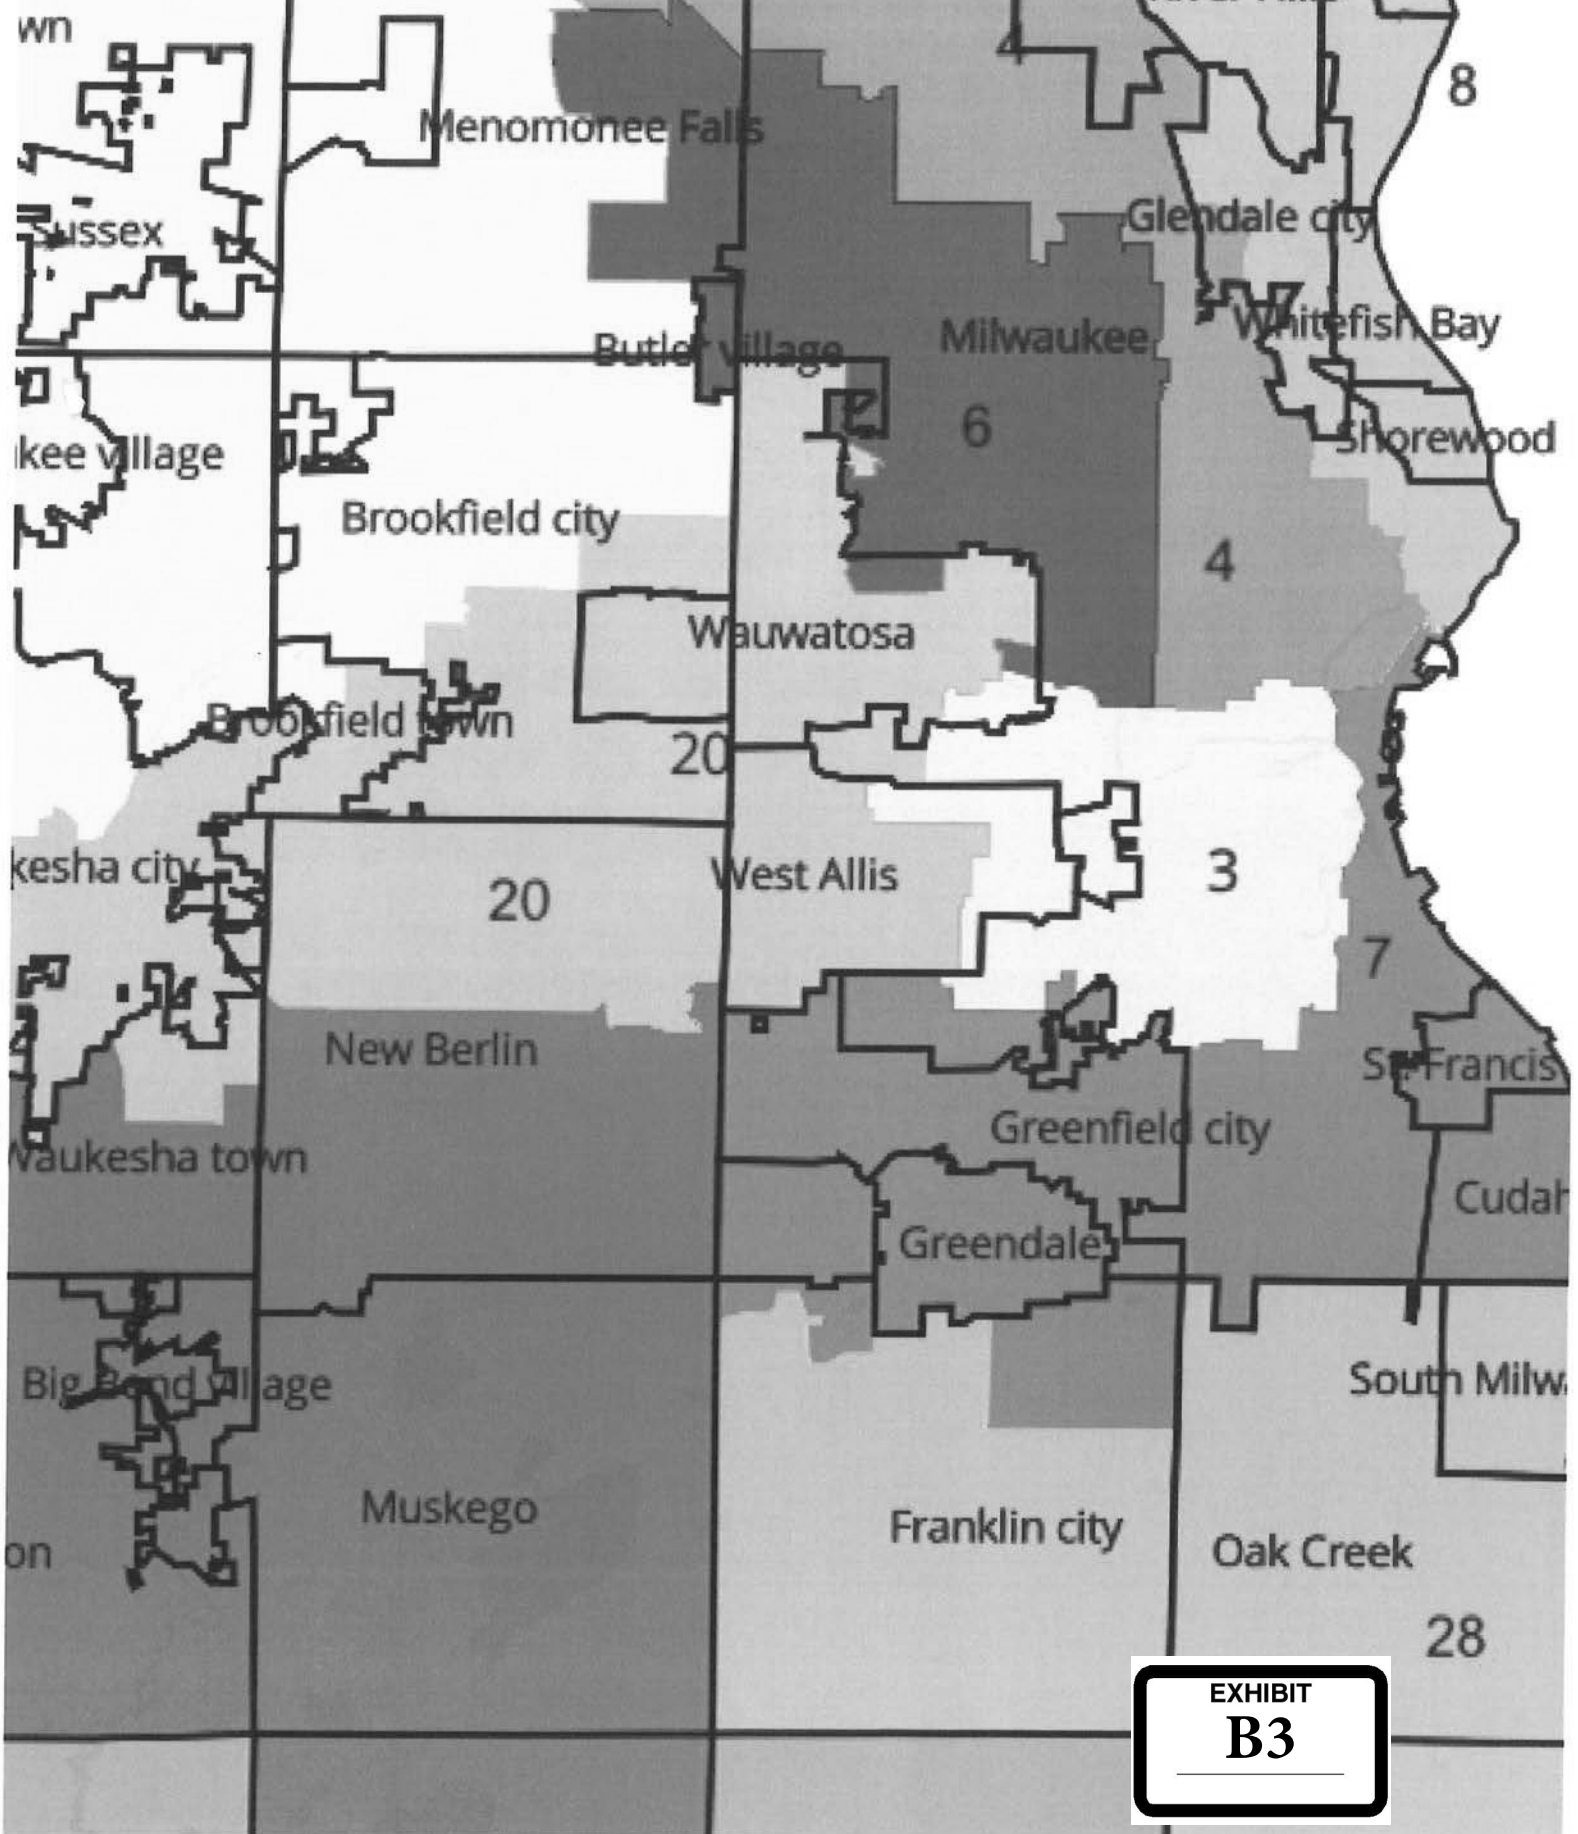 wn
4
8
Menomonee Falls
Sussex
Glendale city
Butler village
Milwaukee
Whitefish Bay
6
Shorewood
kee village
Brookfield city
4
Wauwatosa
Brookfield town
20
kesha city
West Allis
3
20
7
New Berlin
St. Francis
Greenfield city
Waukesha town
Cudah
Greendale
Big Bend village
South Milw
Muskego
Franklin city
on
Oak Creek
28
EXHIBIT
B3